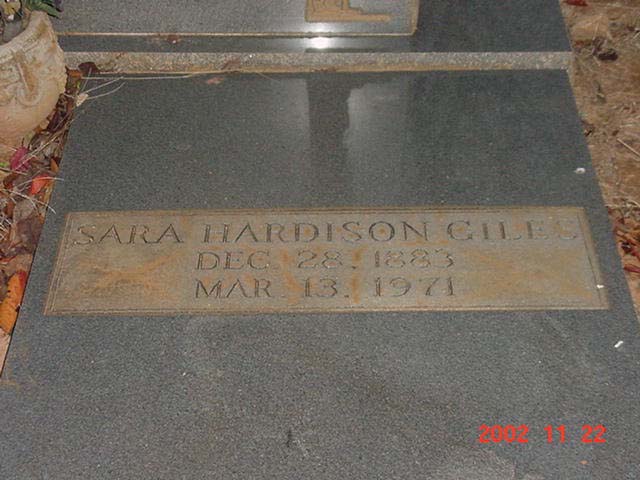 SARA HARDISON GILES
DEC. 28, 1883
MAR. 13, 1971
2002 11 22